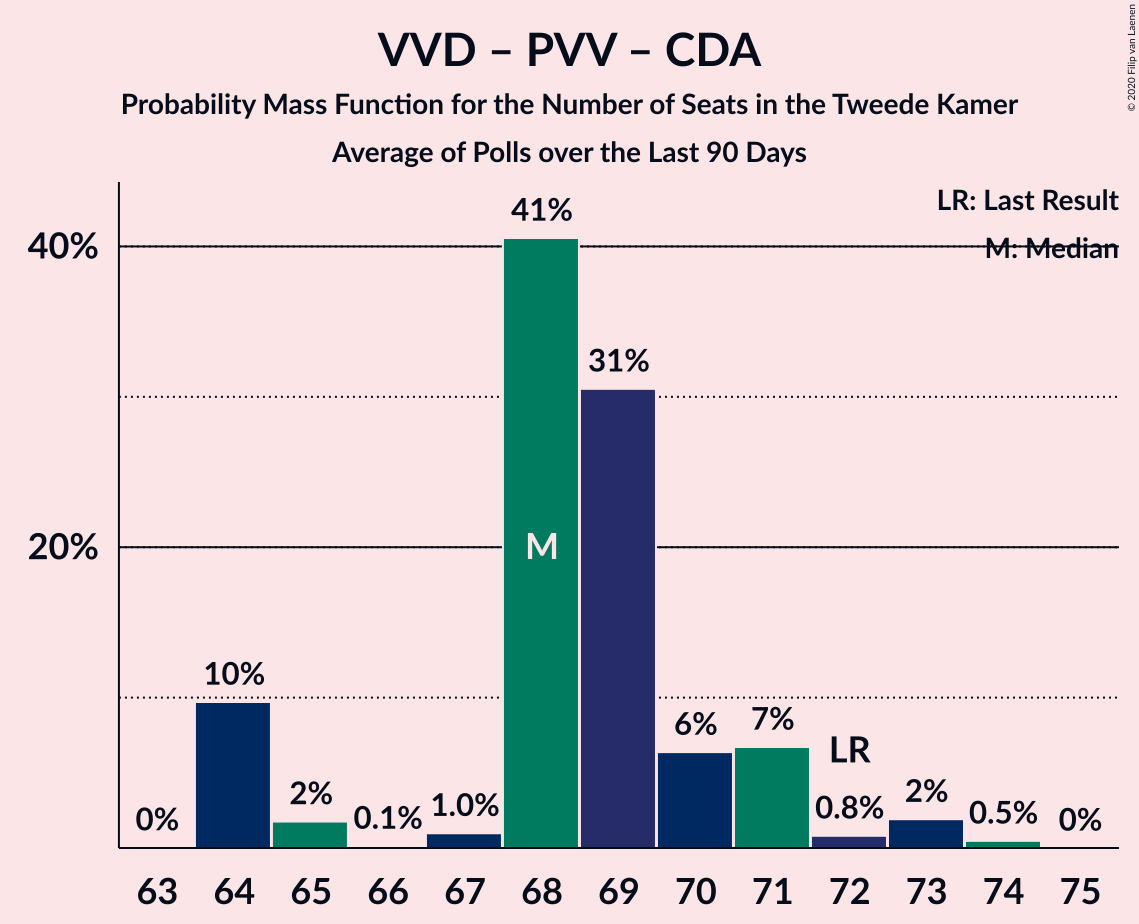 VVD – PVV – CDA
Probability Mass Function for the Number of Seats in the Tweede Kamer
Average of Polls over the Last 90 Days
© 2020 Filip van Laenen
LR: Last Result
M: Median
40%
20%
0%
10%
2%
0.1%
1.0%
41%
31%
6%
7%
0.8%
2%
0.5%
0%
M
LR
63 64 65 66 67 68 69 70 71 72 73 74 75